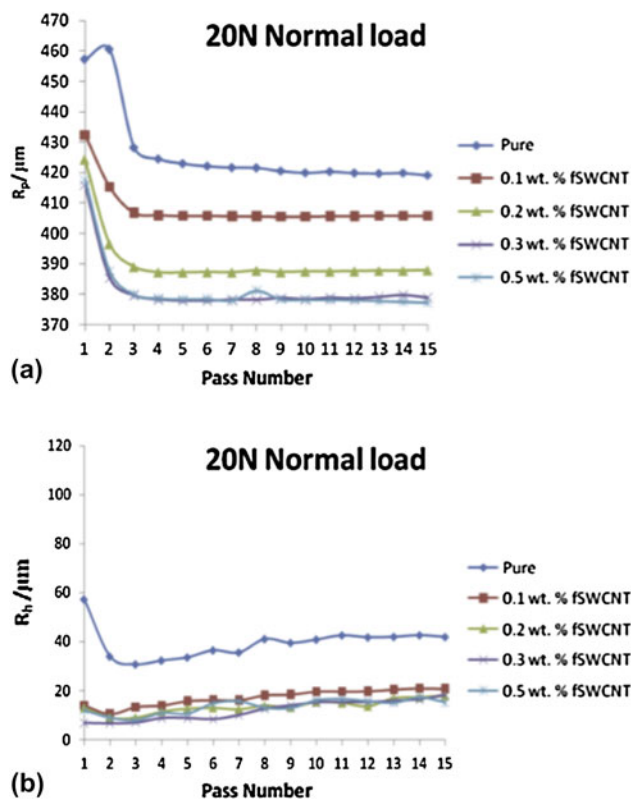 20N Normal load
470
460
450
440
430
420
410
400
390
380
370
Rp/μm
1 2 3 4 5 6 7 8 9 10 11 12 13 14 15
Pass Number
Pure
0.1 wt. % fSWCNT
0.2 wt. % fSWCNT
0.3 wt. % fSWCNT
0.5 wt. % fSWCNT
(a)
20N Normal load
120
100
80
60
40
20
0
Rh/μm
1 2 3 4 5 6 7 8 9 10 11 12 13 14 15
Pass Number
Pure
0.1 wt. % fSWCNT
0.2 wt. % fSWCNT
0.3 wt. % fSWCNT
0.5 wt. % fSWCNT
(b)